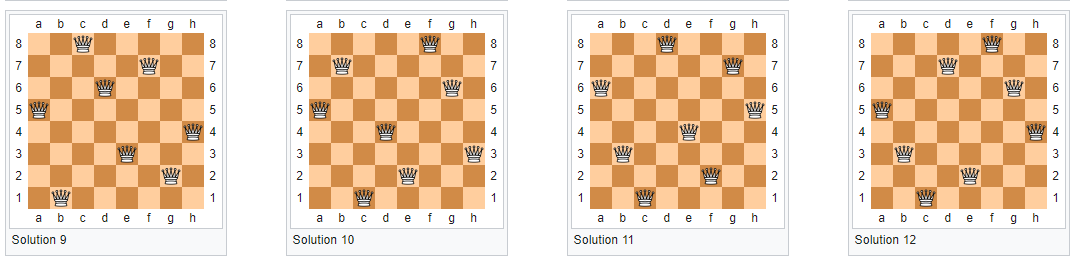 a b c d e f g h a b c d e f g h a b c d e f g h a b c d e f g h
8 8 8 8 8 8 8 8
7 7 7 7 7 7 7 7
6 6 6 6 6 6 6 6
5 5 5 5 5 5 5 5
4 4 4 4 4 4 4 4
3 3 3 3 3 3 3 3
2 2 2 2 2 2 2 2
1 1 1 1 1 1 1 1
a b c d e f g h a b c d e f g h a b c d e f g h a b c d e f g h
Solution 9 Solution 10 Solution 11 Solution 12